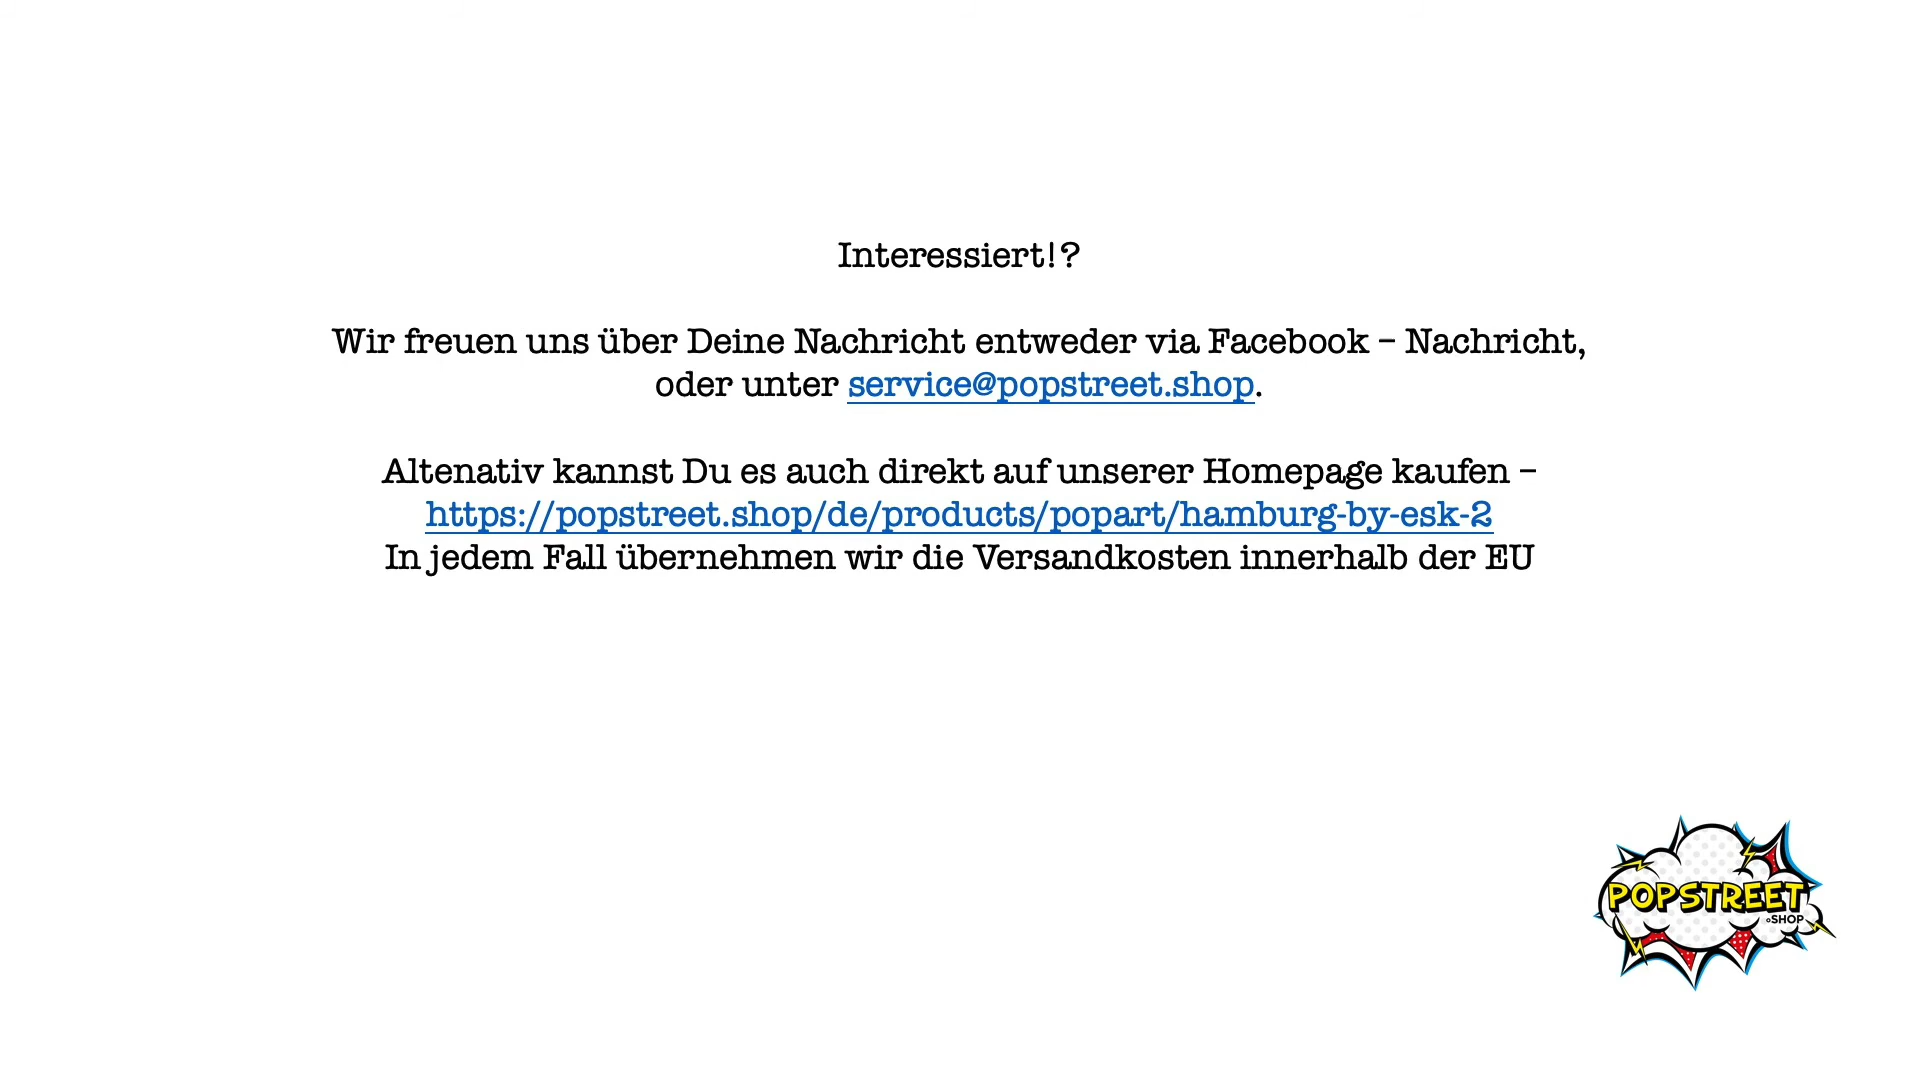 Interessiert!?
Wir freuen uns über Deine Nachricht entweder via Facebook – Nachricht,
oder unter service@popstreet.shop.
Altenativ kannst Du es auch direkt auf unserer Homepage kaufen –
https://popstreet.shop/de/products/popart/hamburg-by-esk-2
In jedem Fall übernehmen wir die Versandkosten innerhalb der EU
POPSTREET
.SHOP